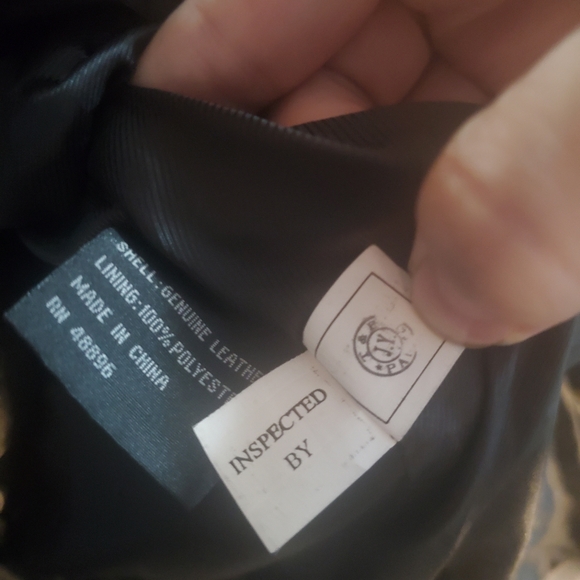 SHELL:GENUINE LEATHE
LINING:100%POLYESTE
MADE IN CHINA
RN 48896
INSPECTED
BY
J.Y.